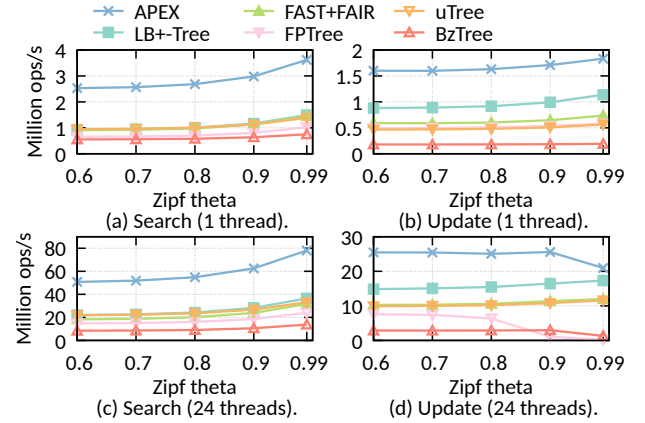 APEX FAST+FAIR uTree
LB+-Tree FPTree BzTree
Million ops/s
4
3
2
1
0
0.6 0.7 0.8 0.9 0.99
Zipf theta
(a) Search (1 thread).
2
1.5
1
0.5
0
0.6 0.7 0.8 0.9 0.99
Zipf theta
(b) Update (1 thread).
Million ops/s
80
60
40
20
0
0.6 0.7 0.8 0.9 0.99
Zipf theta
(c) Search (24 threads).
30
20
10
0
0.6 0.7 0.8 0.9 0.99
Zipf theta
(d) Update (24 threads).